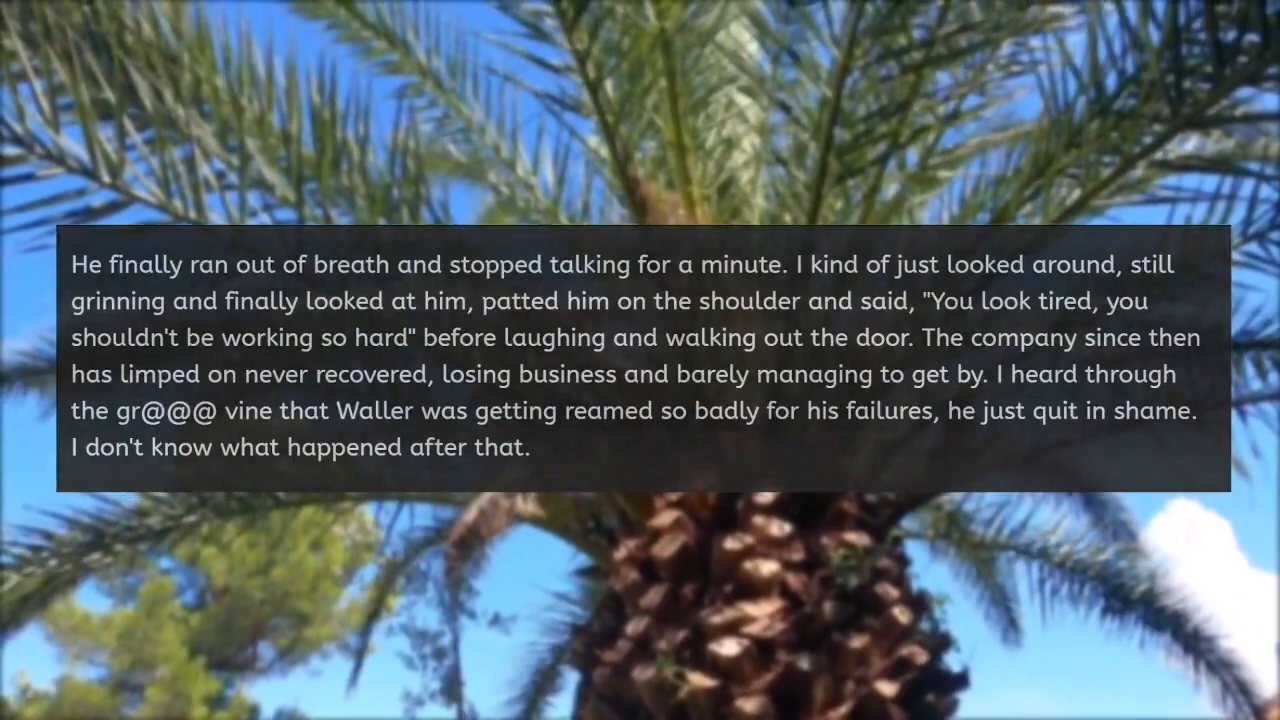 He finally ran out of breath and stopped talking for a minute. I kind of just looked around, still
grinning and finally looked at him, patted him on the shoulder and said, "You look tired, you
shouldn't be working so hard" before laughing and walking out the door. The company since then
has limped on never recovered, losing business and barely managing to get by. I heard through
the gr@@@ vine that Waller was getting reamed so badly for his failures, he just quit in shame.
I don't know what happened after that.